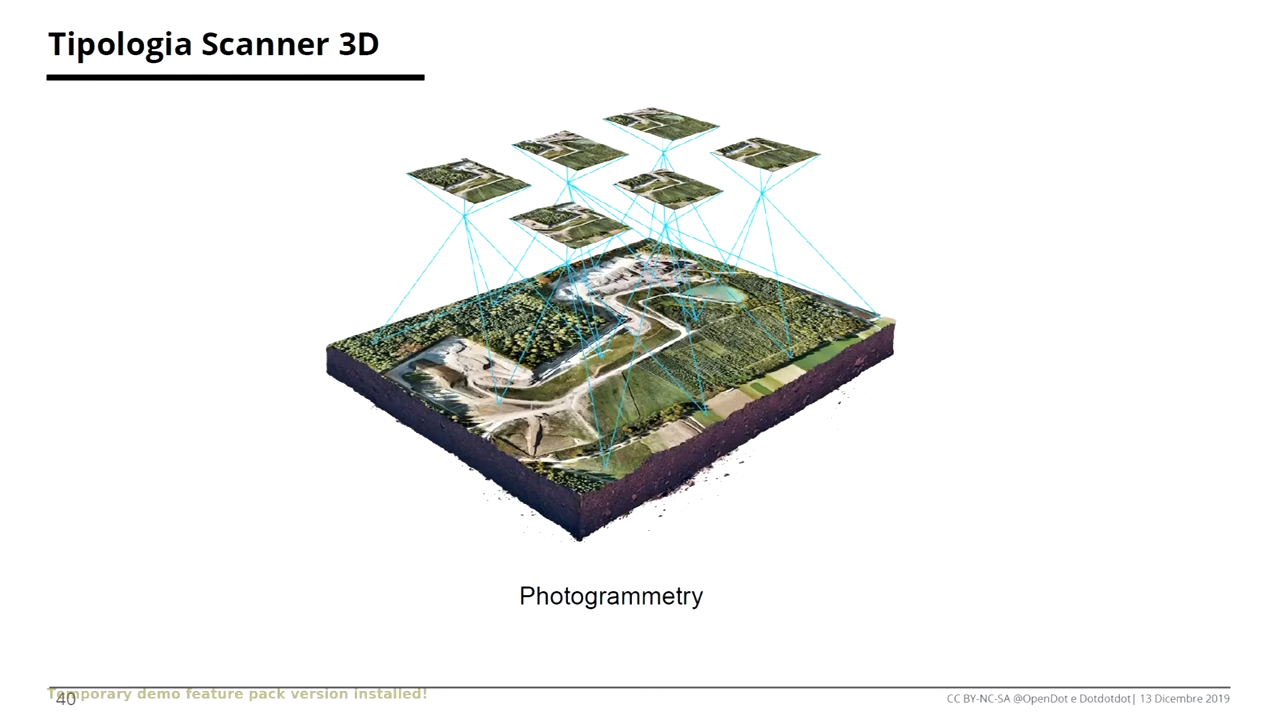 Tipologia Scanner 3D
Photogrammetry
Temporary demo feature pack version installed!
40
CC BY-NC-SA @OpenDot e Dotdotdot| 13 Dicembre 2019